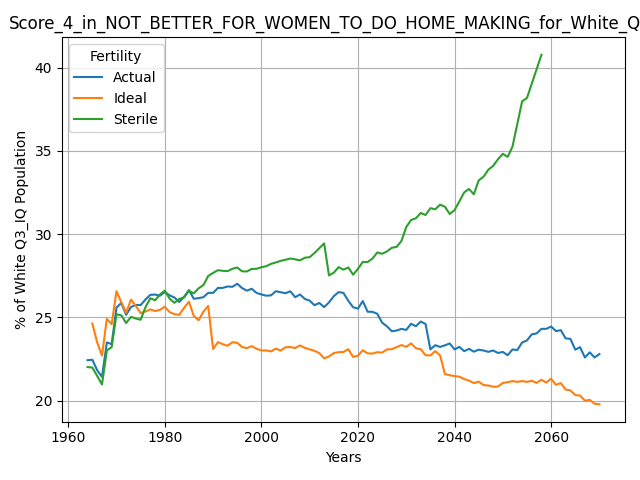 Score_4_in_NOT_BETTER_FOR_WOMEN_TO_DO_HOME_MAKING_for_White_Q
Fertility
Actual
Ideal
Sterile
% of White Q3_IQ Population
40
35
30
25
20
1960
1980
2000
2020
2040
2060
Years